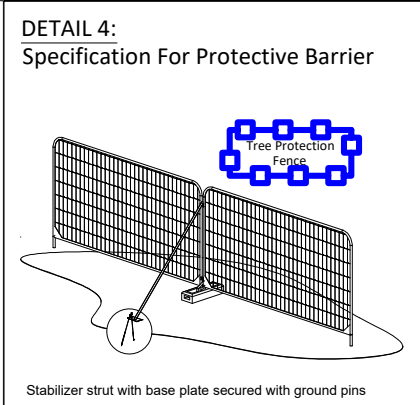 DETAIL 4:
Specification For Protective Barrier
Tree Protection
Fence
Stabilizer strut with base plate secured with ground pins